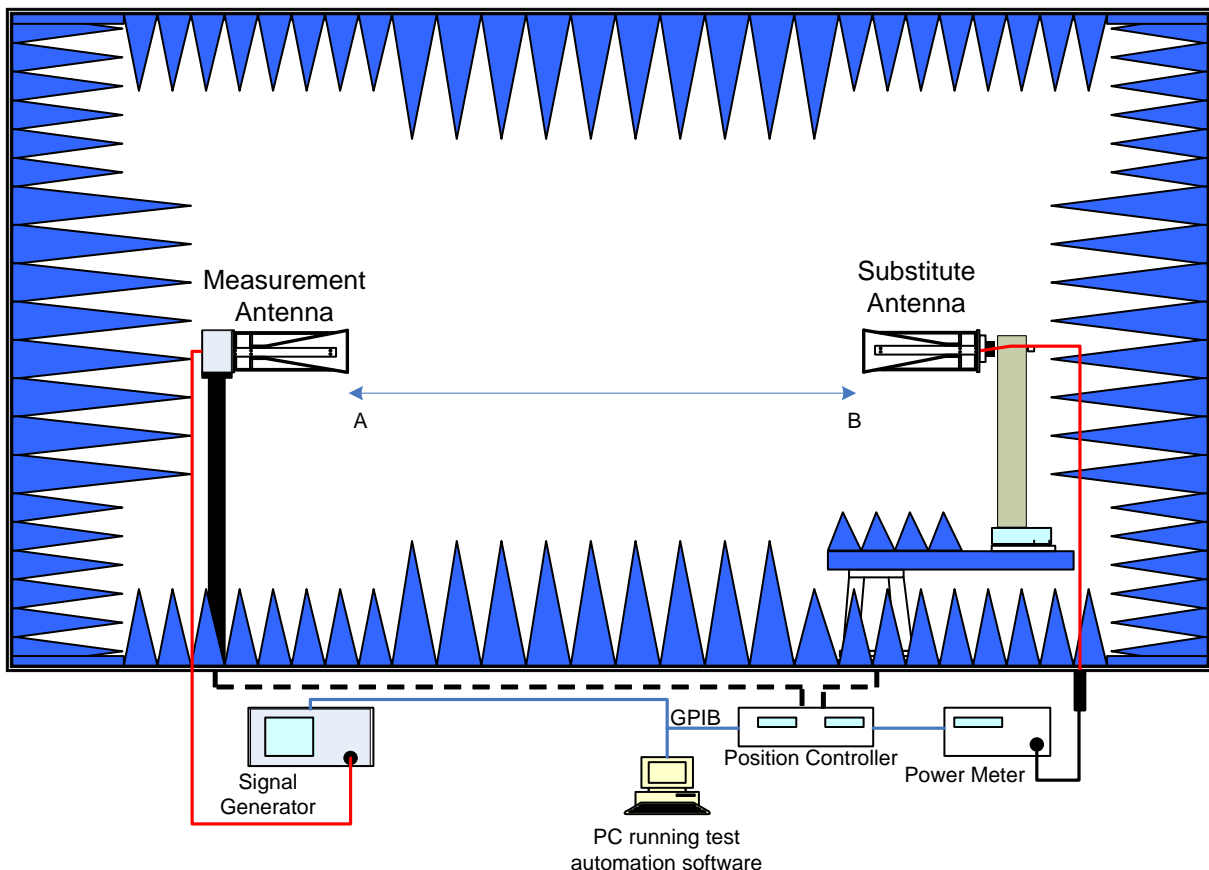 Measurement
Antenna
Substitute
Antenna
A
B
GPIB
Signal
Generator
Position Controller
Power Meter
PC running test
automation software